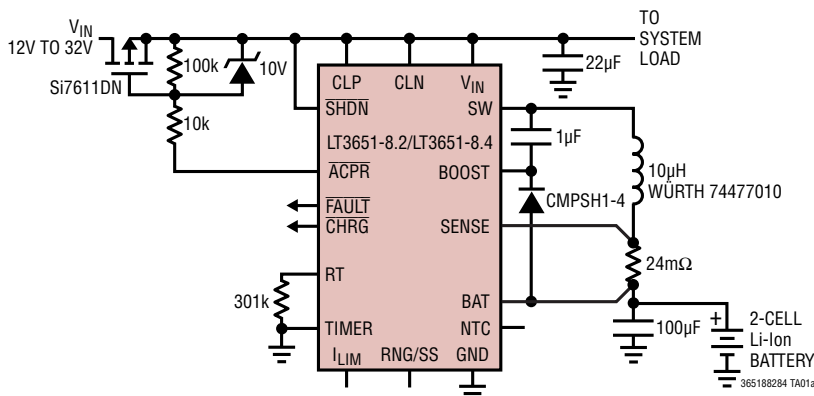 V_IN
12V TO 32V
Si7611DN
100k
10V
10k
TO
SYSTEM
LOAD
22µF
CLP CLN V_IN
SHDN SW
LT3651-8.2/LT3651-8.4
1µF
ACPR BOOST
10µH
WÜRTH 74477010
CMPSH1-4
FAULT
CHRG SENSE
24mΩ
RT
301k
BAT
TIMER NTC
100µF
+
2-CELL
Li-Ion
BATTERY
I_LIM RNG/SS GND
365188284 TA01a